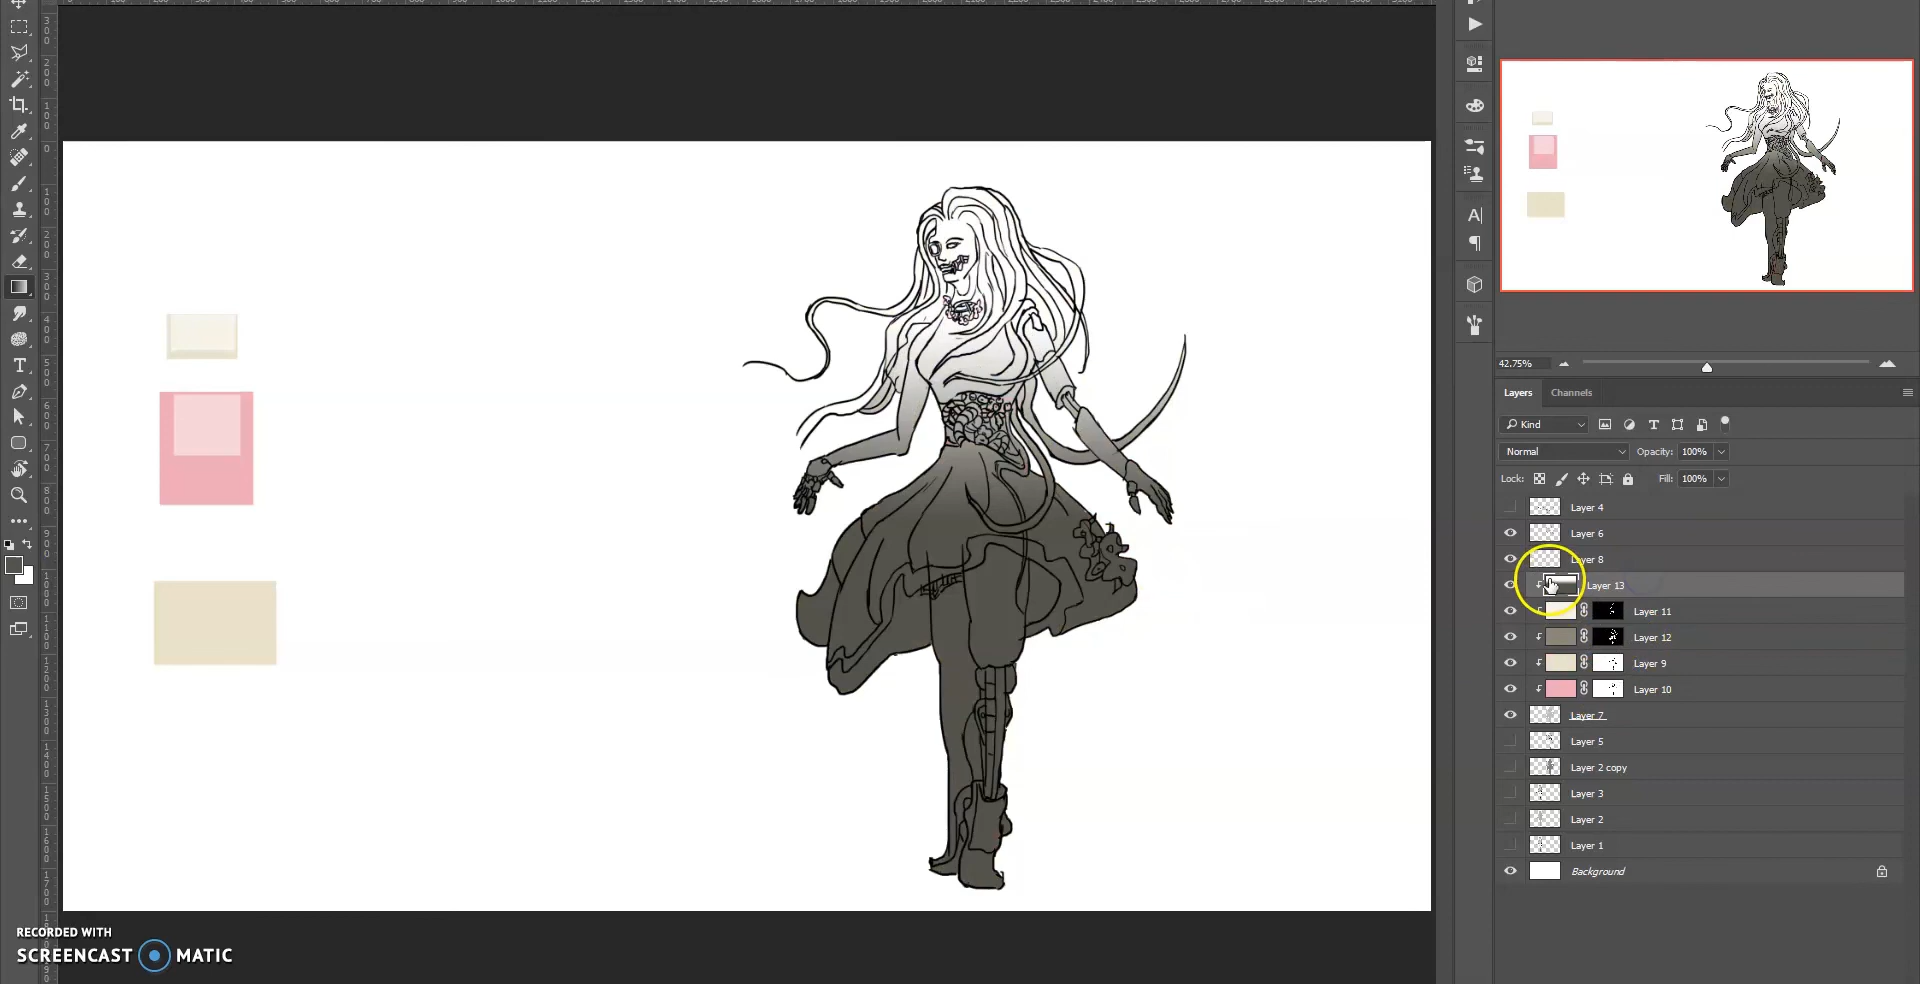 42.75%
Layers
Channels
Kind
Normal
Opacity: 100%
Lock:
Fill: 100%
Layer 4
Layer 6
Layer 8
Layer 13
Layer 11
Layer 12
Layer 9
Layer 10
Layer 7
Layer 5
Layer 2 copy
Layer 3
Layer 2
Layer 1
Background
RECORDED WITH
SCREENCAST MATIC